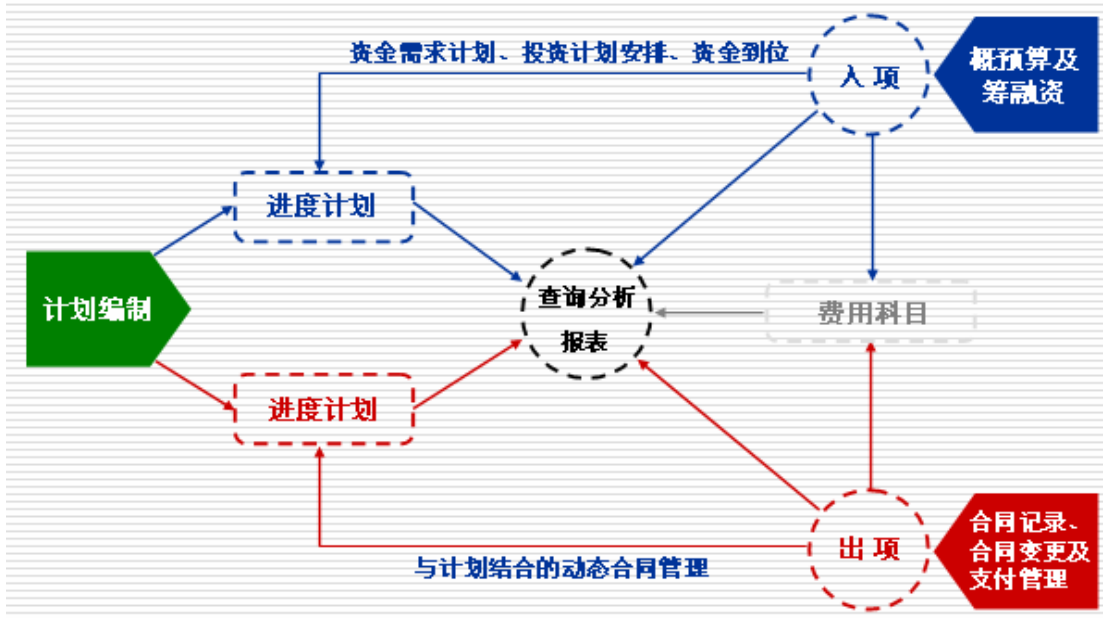 资金需求计划、投资计划安排、资金到位
入 项
概预算及
筹融资
进度计划
计划编制
查询分析
报表
费用科目
进度计划
出 项
合同记录、
合同变更及
支付管理
与计划结合的动态合同管理